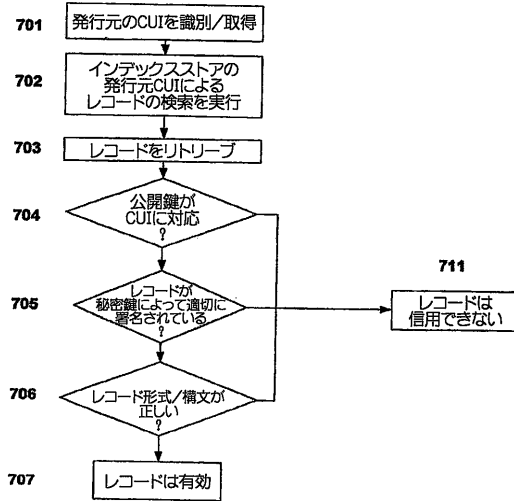 701
発行元のCUIを識別/取得
702
インデックスストアの
発行元CUIによる
レコードの検索を実行
703
レコードをリトリーブ
704
公開鍵が
CUIに対応
?
711
705
レコードが
秘密鍵によって適切に
署名されている
?
レコードは
信用できない
706
レコード形式/構文が
正しい
?
707
レコードは有効